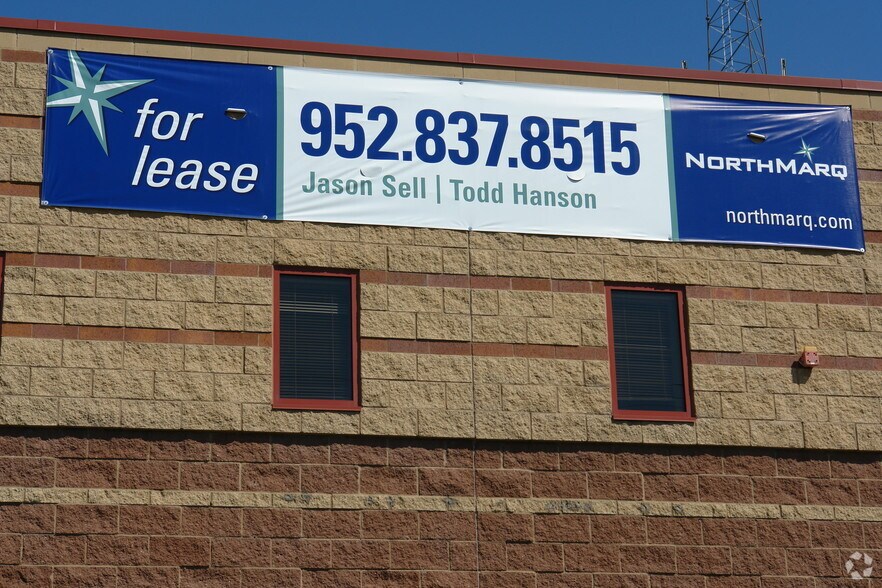 for
lease
952.837.8515
Jason Sell | Todd Hanson
NORTHMARQ
northmarq.com